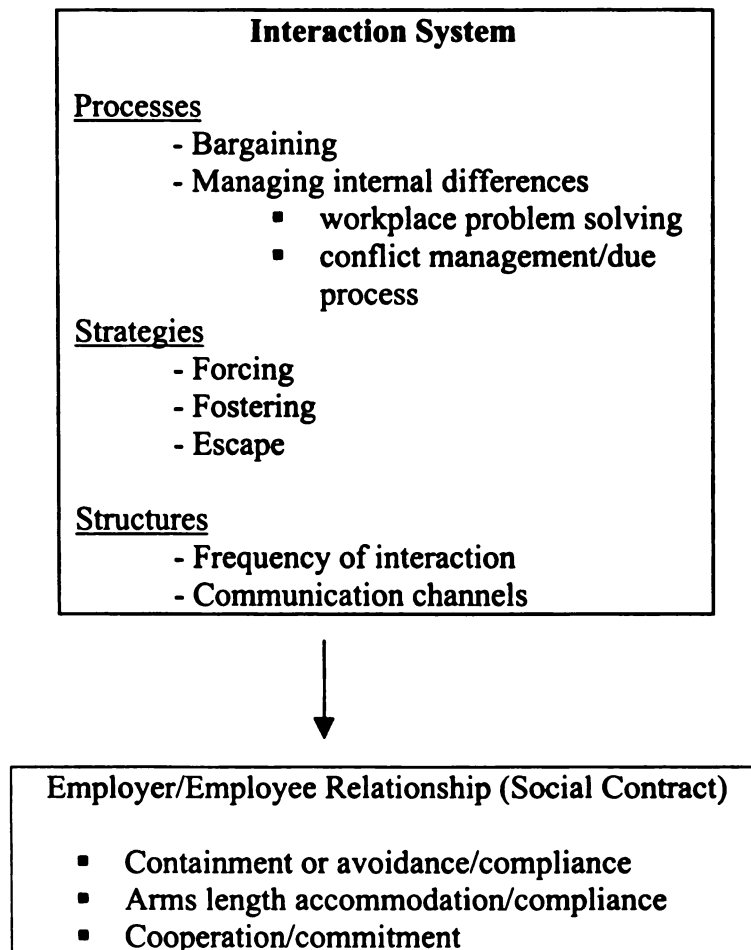 Interaction System
Processes
- Bargaining
- Managing internal differences
▪ workplace problem solving
▪ conflict management/due
process
Strategies
- Forcing
- Fostering
- Escape
Structures
- Frequency of interaction
- Communication channels
Employer/Employee Relationship (Social Contract)
▪ Containment or avoidance/compliance
▪ Arms length accommodation/compliance
▪ Cooperation/commitment